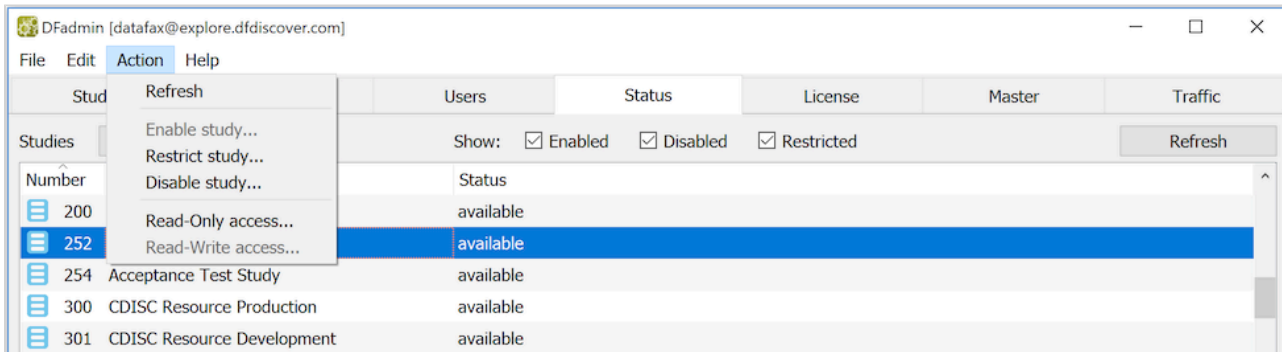 DFadmin [datafax@explore.dfdiscover.com]
File Edit Action Help
Stud Users Status License Master Traffic
Refresh
Enable study...
Restrict study...
Disable study...
Read-Only access...
Read-Write access...
Studies Show: Enabled Disabled Restricted Refresh
Number Status
200 available
252 available
254 Acceptance Test Study available
300 CDISC Resource Production available
301 CDISC Resource Development available